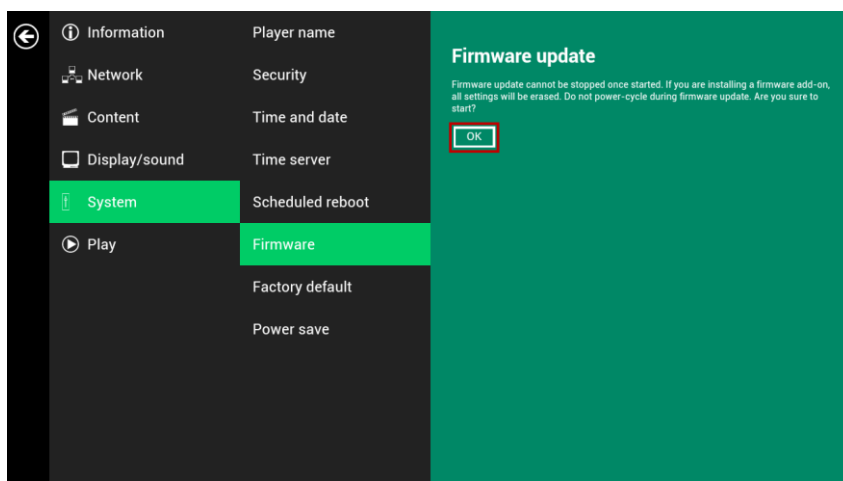 Information
Network
Content
Display/sound
System
Play
Player name
Security
Time and date
Time server
Scheduled reboot
Firmware
Factory default
Power save
Firmware update
Firmware update cannot be stopped once started. If you are installing a firmware add-on,
all settings will be erased. Do not power-cycle during firmware update. Are you sure to
start?
OK